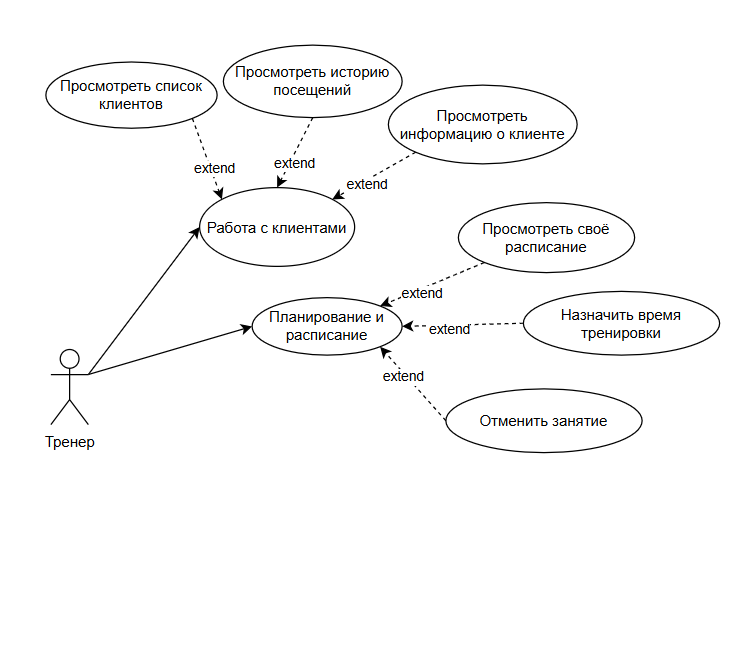 Просмотреть список
клиентов
Просмотреть историю
посещений
Просмотреть
информацию о клиенте
extend
extend
extend
Работа с клиентами
Просмотреть своё
расписание
extend
Планирование и
расписание
extend
Назначить время
тренировки
extend
Отменить занятие
Тренер